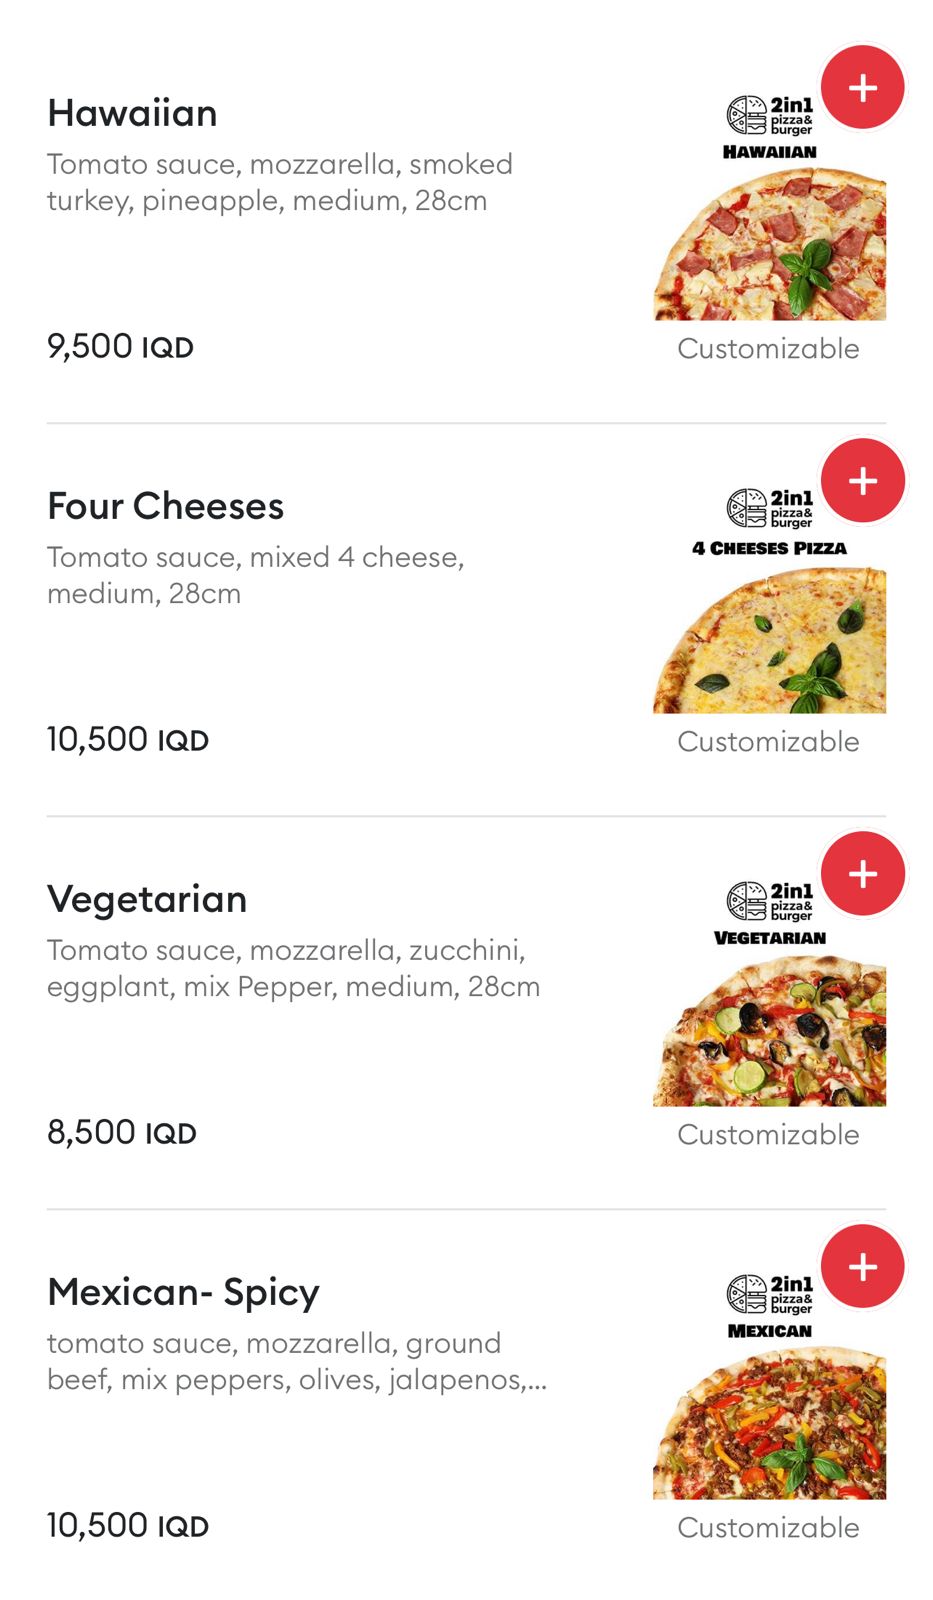 Hawaiian
Tomato sauce, mozzarella, smoked
turkey, pineapple, medium, 28cm
9,500 IQD
2in1
pizza&
burger
HAWAIIAN
Customizable
Four Cheeses
Tomato sauce, mixed 4 cheese,
medium, 28cm
10,500 IQD
2in1
pizza&
burger
4 CHEESES PIZZA
Customizable
Vegetarian
Tomato sauce, mozzarella, zucchini,
eggplant, mix Pepper, medium, 28cm
8,500 IQD
2in1
pizza&
burger
VEGETARIAN
Customizable
Mexican- Spicy
tomato sauce, mozzarella, ground
beef, mix peppers, olives, jalapenos,...
10,500 IQD
2in1
pizza&
burger
MEXICAN
Customizable